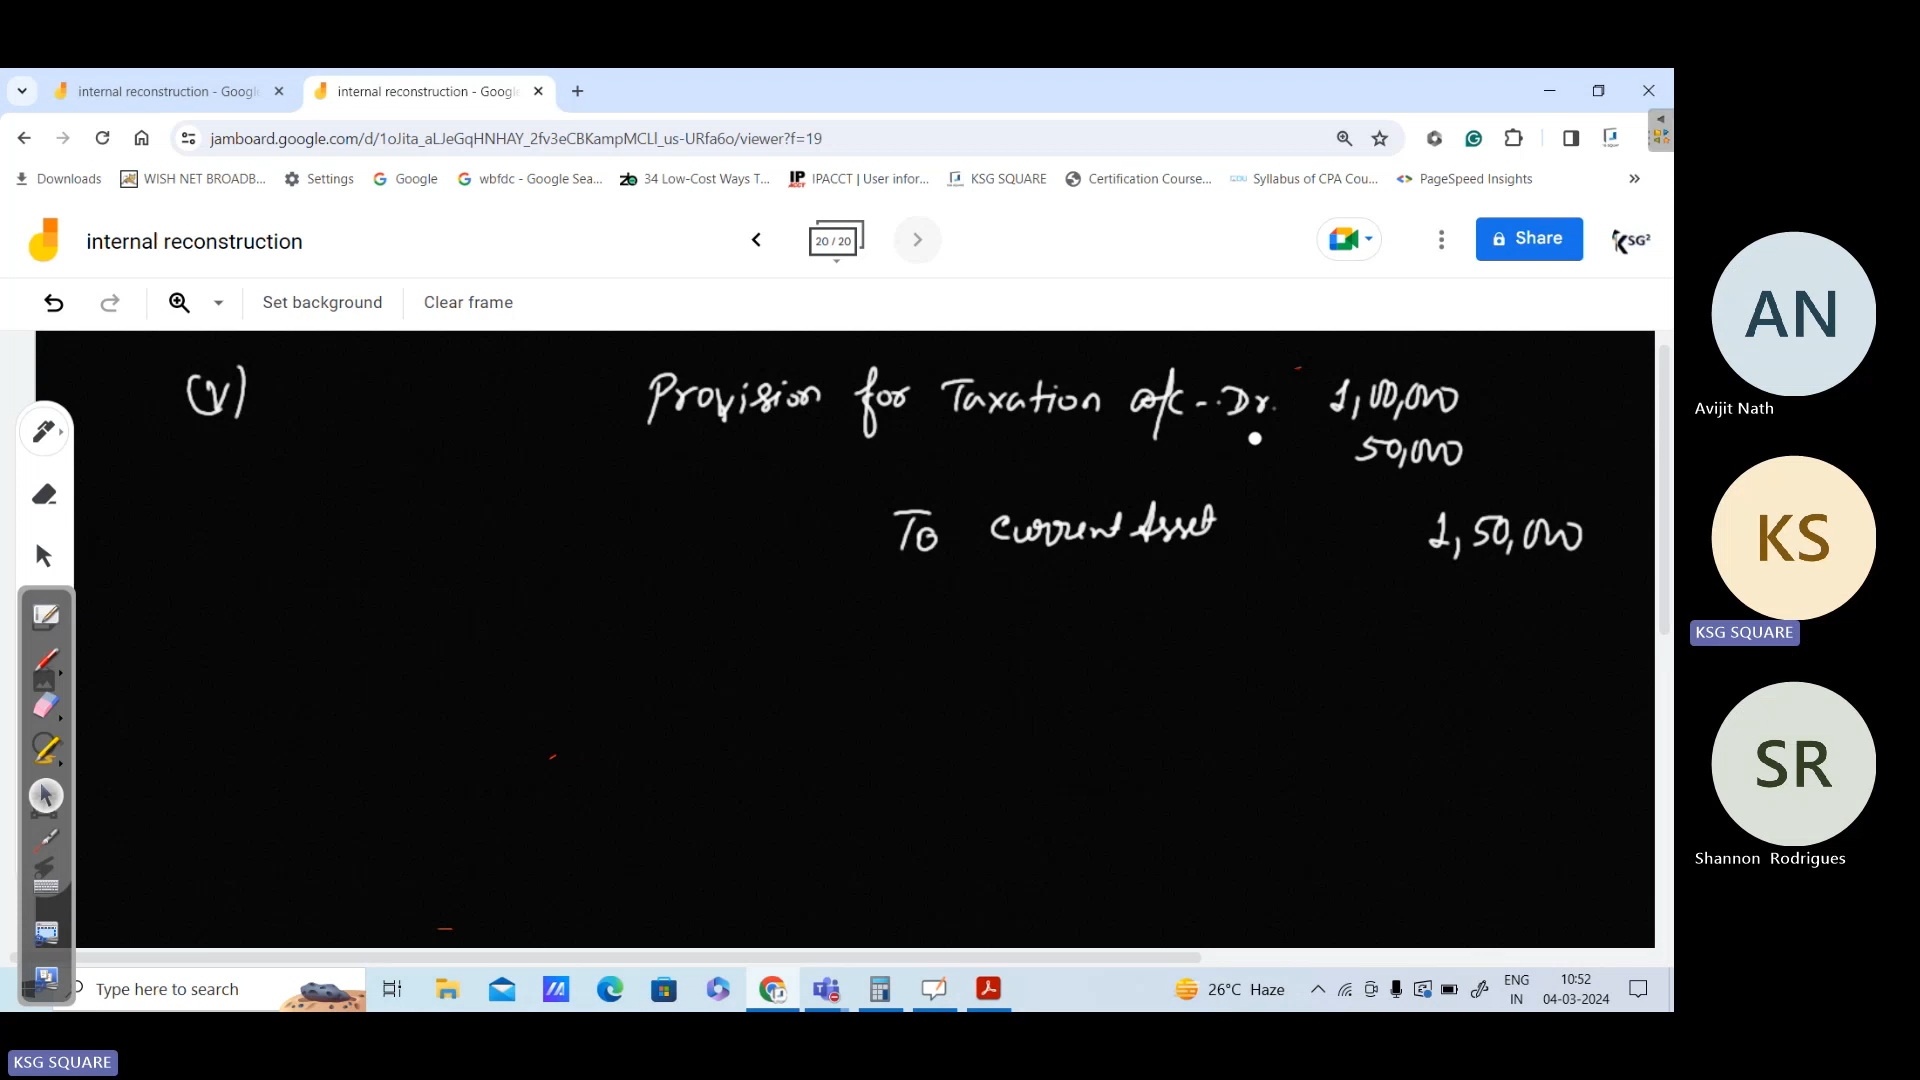 internal reconstruction - Google
internal reconstruction - Google
jamboard.google.com/d/1oJita_aLJeGqHNHAY_2fv3eCBKampMCLl_us-URfa6o/viewer?f=19
Downloads
WISH NET BROADB...
Settings
Google
wbfdc - Google Sea...
34 Low-Cost Ways T...
IPACCT | User infor...
KSG SQUARE
Certification Course...
Syllabus of CPA Cou...
PageSpeed Insights
internal reconstruction
20 / 20
Share
KSG²
Set background
Clear frame
(V) Provision for Taxation a/c - Dr. 1,00,000
50,000
To Current Asset 1,50,000
AN
Avijit Nath
KS
KSG SQUARE
SR
Shannon Rodrigues
Type here to search
26°C Haze
ENG
IN
10:52
04-03-2024
KSG SQUARE